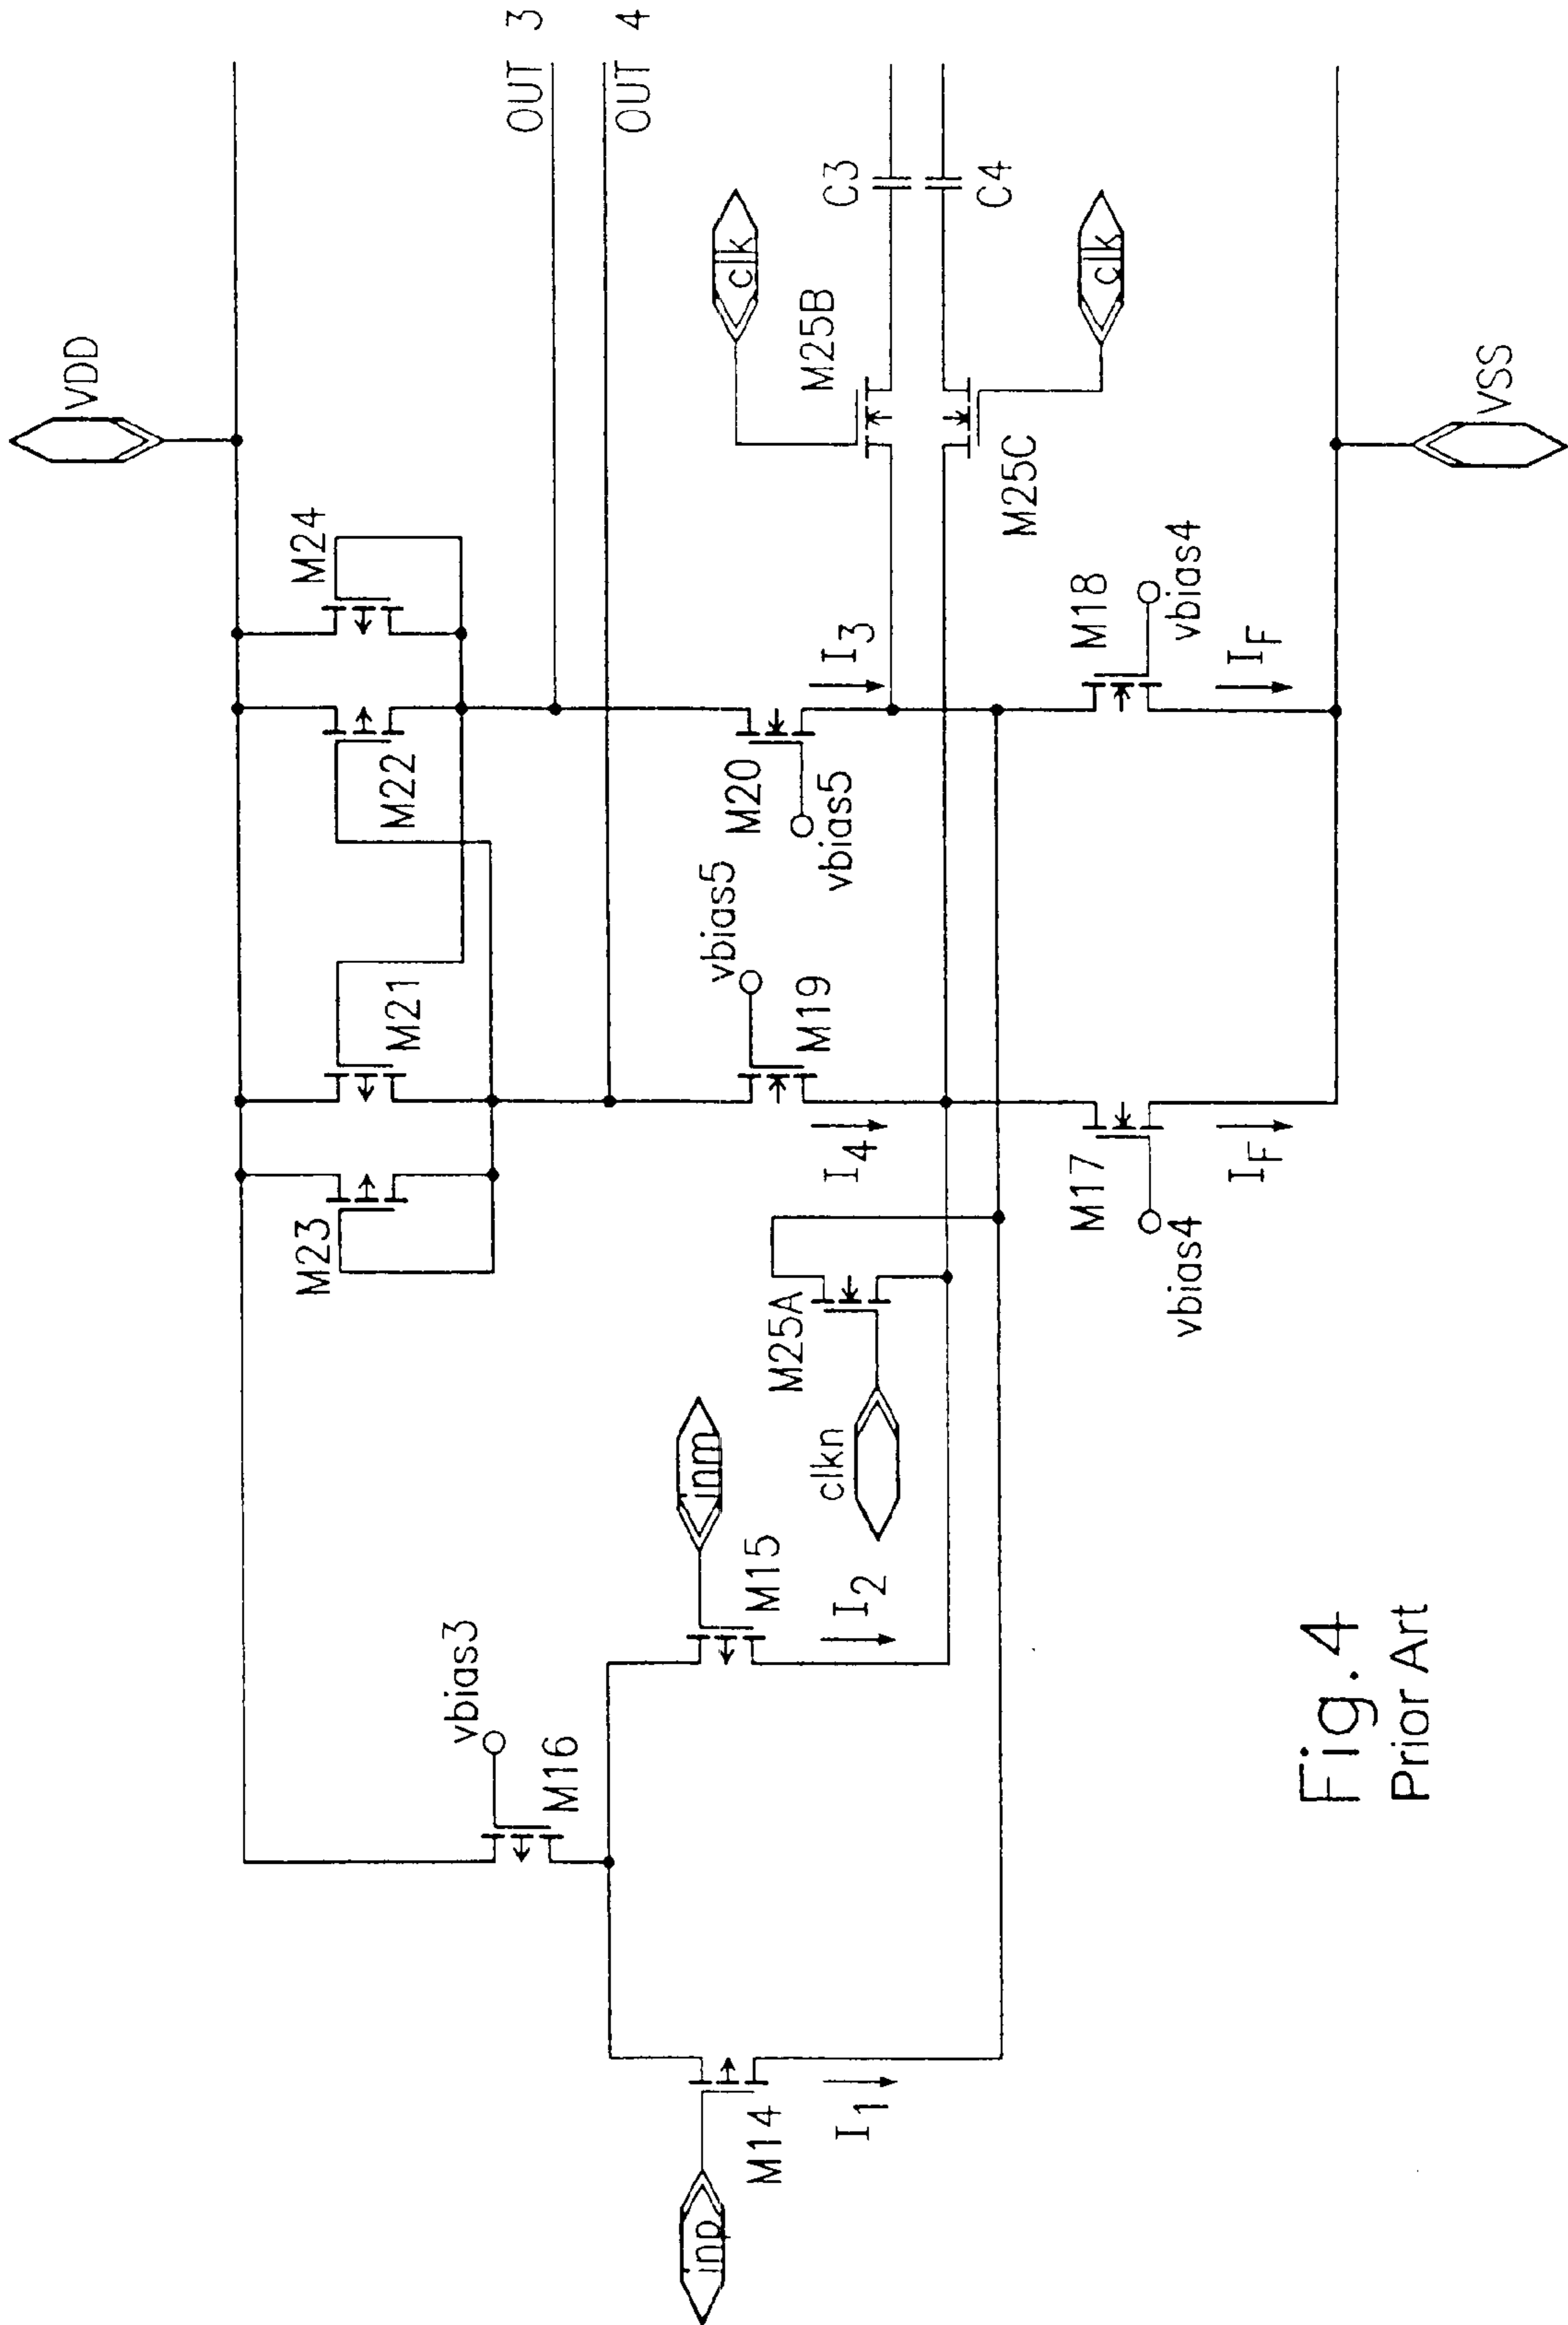 VDD
OUT 3
OUT 4
M24
M22
M21
M23
vbias3
M16
inm
M15
I2
inp
M14
I1
clkn
M25A
vbias5
M19
I4
M20
vbias5
I3
M25B
clk
C3
C4
M25C
clk
M17
vbias4
IF
M18
vbias4
IF
VSS
Fig.4
Prior Art